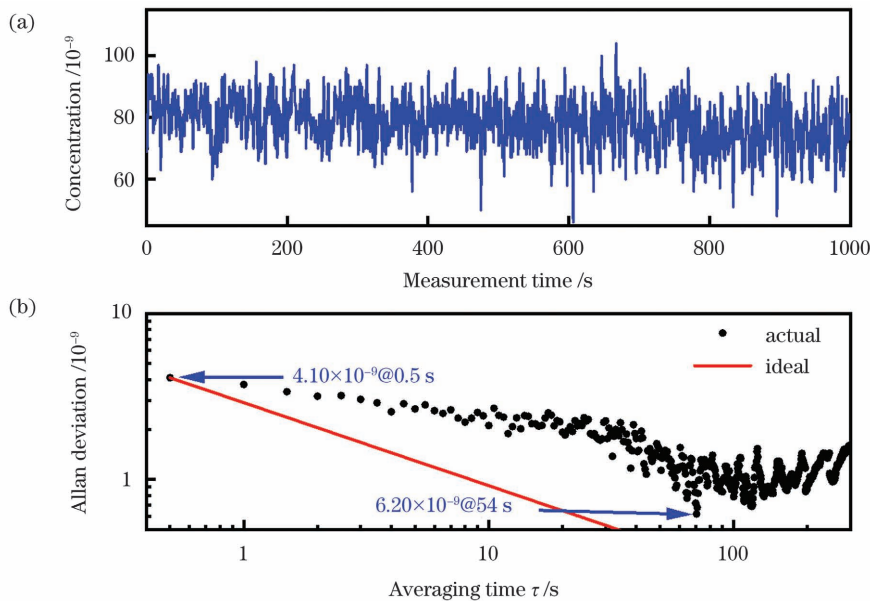 (a)
Concentration /10⁻⁹
100
80
60
0 200 400 600 800 1000
Measurement time /s
(b)
Allan deviation /10⁻⁹
10
1
actual
ideal
4.10×10⁻⁹@0.5 s
6.20×10⁻⁹@54 s
1 10 100
Averaging time τ /s